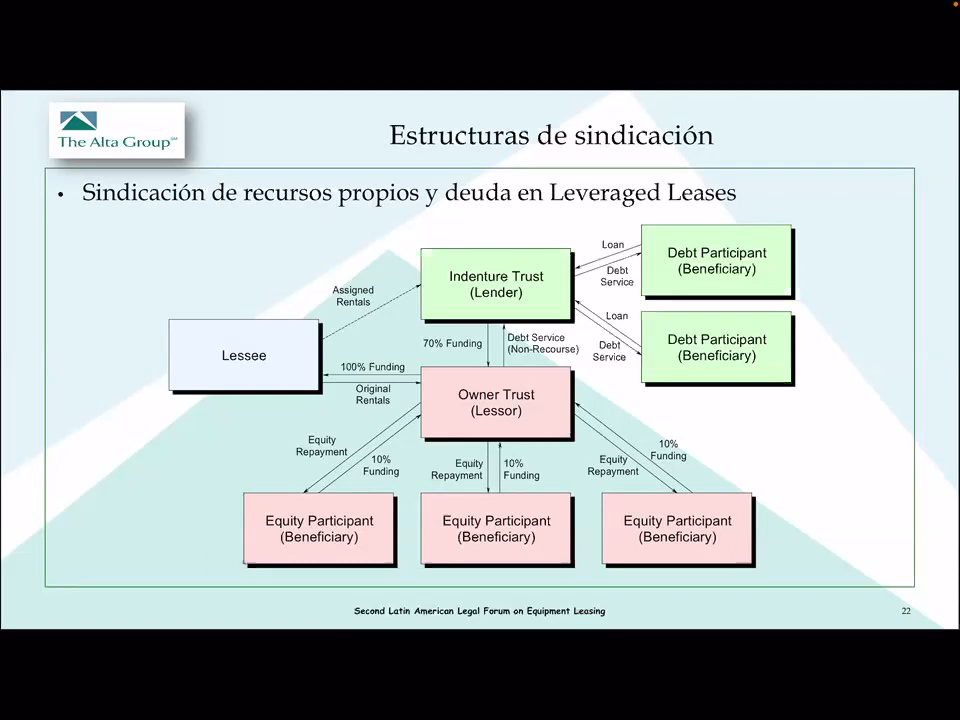 The Alta Group℠
Estructuras de sindicación
• Sindicación de recursos propios y deuda en Leveraged Leases
Loan
Debt Participant
(Beneficiary)
Indenture Trust
(Lender)
Debt
Service
Assigned
Rentals
Loan
Debt Participant
(Beneficiary)
Debt
Service
70% Funding
Debt Service
(Non-Recourse)
Lessee
100% Funding
Original
Rentals
Owner Trust
(Lessor)
Equity
Repayment
10%
Funding
Equity
Repayment
10%
Funding
Equity
Repayment
10%
Funding
Equity Participant
(Beneficiary)
Equity Participant
(Beneficiary)
Equity Participant
(Beneficiary)
Second Latin American Legal Forum on Equipment Leasing
22